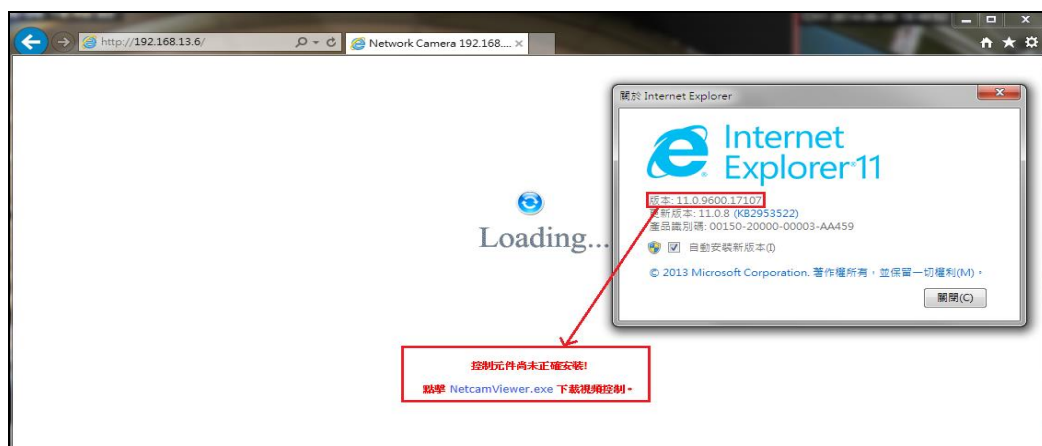 http://192.168.13.6/
Network Camera 192.168....
關於 Internet Explorer
Internet
Explorer®11
版本: 11.0.9600.17107
更新版本: 11.0.8 (KB2953522)
產品識別碼: 00150-20000-00003-AA459
自動安裝新版本(I)
© 2013 Microsoft Corporation. 著作權所有，並保留一切權利(M)。
關閉(C)
Loading...
控制元件尚未正確安裝!
點擊 NetcamViewer.exe 下載視頻控制。